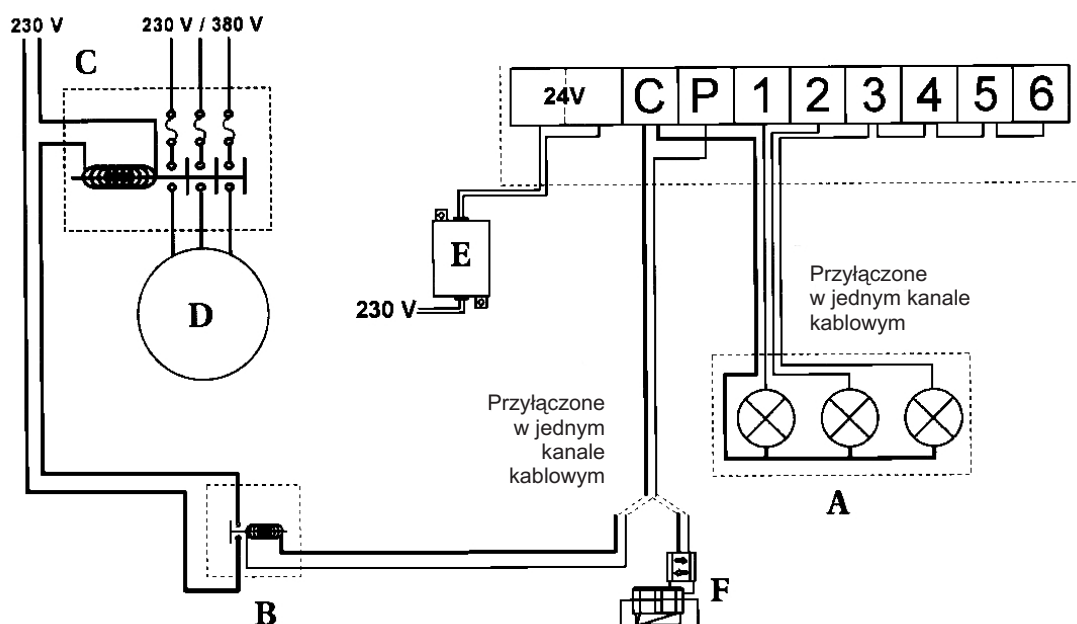 230 V
230 V / 380 V
C
24V
C
P
1
2
3
4
5
6
E
D
230 V
Przyłączone
w jednym kanale
kablowym
Przyłączone
w jednym
kanale
kablowym
A
F
B